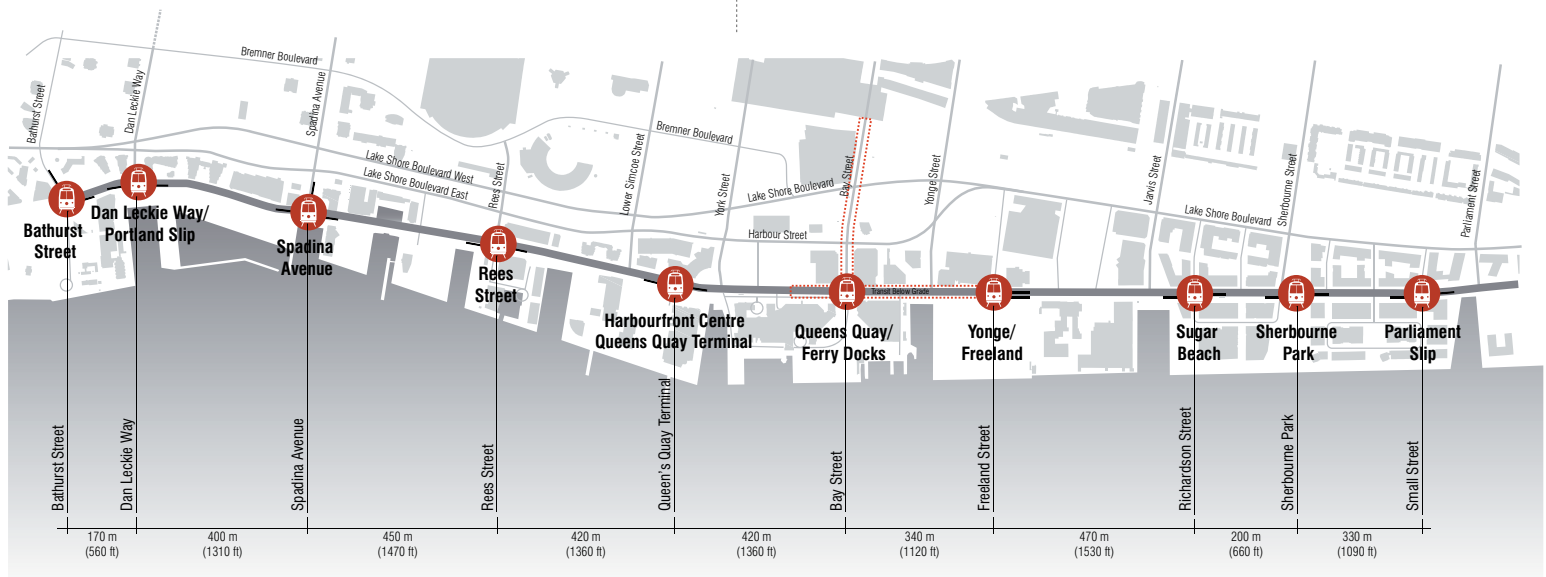 Bremner Boulevard
Bathurst Street
Dan Leckie Way
Spadina Avenue
Lake Shore Boulevard West
Lake Shore Boulevard East
Rees Street
Bremner Boulevard
Lower Simcoe Street
York Street
Lake Shore Boulevard
Harbour Street
Bay Street
Yonge Street
Jarvis Street
Lake Shore Boulevard
Sherbourne Street
Parliament Street
Transit Below Grade
Bathurst
Street
Dan Leckie Way/
Portland Slip
Spadina
Avenue
Rees
Street
Harbourfront Centre
Queens Quay Terminal
Queens Quay/
Ferry Docks
Yonge/
Freeland
Sugar
Beach
Sherbourne
Park
Parliament
Slip
Bathurst Street
Dan Leckie Way
Spadina Avenue
Rees Street
Queen's Quay Terminal
Bay Street
Freeland Street
Richardson Street
Sherbourne Park
Small Street
170 m
(560 ft)
400 m
(1310 ft)
450 m
(1470 ft)
420 m
(1360 ft)
420 m
(1360 ft)
340 m
(1120 ft)
470 m
(1530 ft)
200 m
(660 ft)
330 m
(1090 ft)